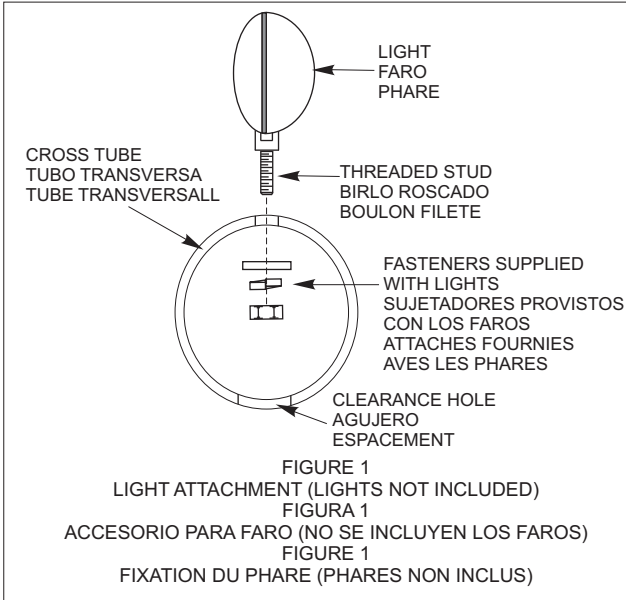 LIGHT
FARO
PHARE
CROSS TUBE
TUBO TRANSVERSA
TUBE TRANSVERSALL
THREADED STUD
BIRLO ROSCADO
BOULON FILETE
FASTENERS SUPPLIED
WITH LIGHTS
SUJETADORES PROVISTOS
CON LOS FAROS
ATTACHES FOURNIES
AVES LES PHARES
CLEARANCE HOLE
AGUJERO
ESPACEMENT
FIGURE 1
LIGHT ATTACHMENT (LIGHTS NOT INCLUDED)
FIGURA 1
ACCESORIO PARA FARO (NO SE INCLUYEN LOS FAROS)
FIGURE 1
FIXATION DU PHARE (PHARES NON INCLUS)